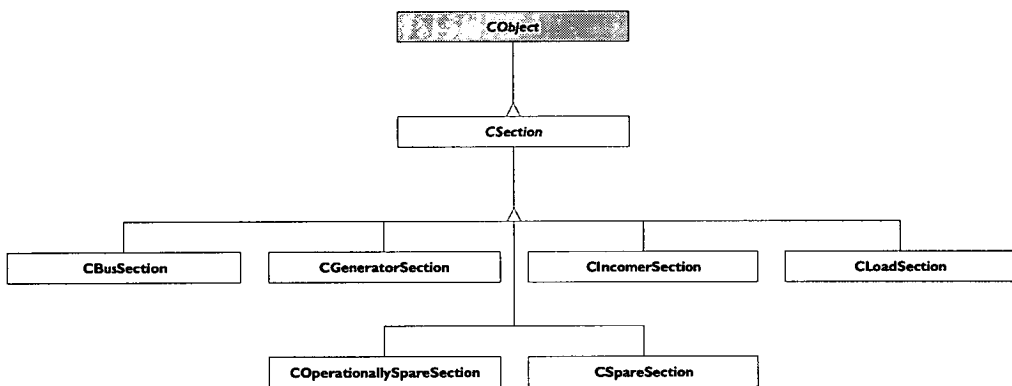 CObject
CSection
CBusSection
CGeneratorSection
CIncomerSection
CLoadSection
COperationallySpareSection
CSpareSection